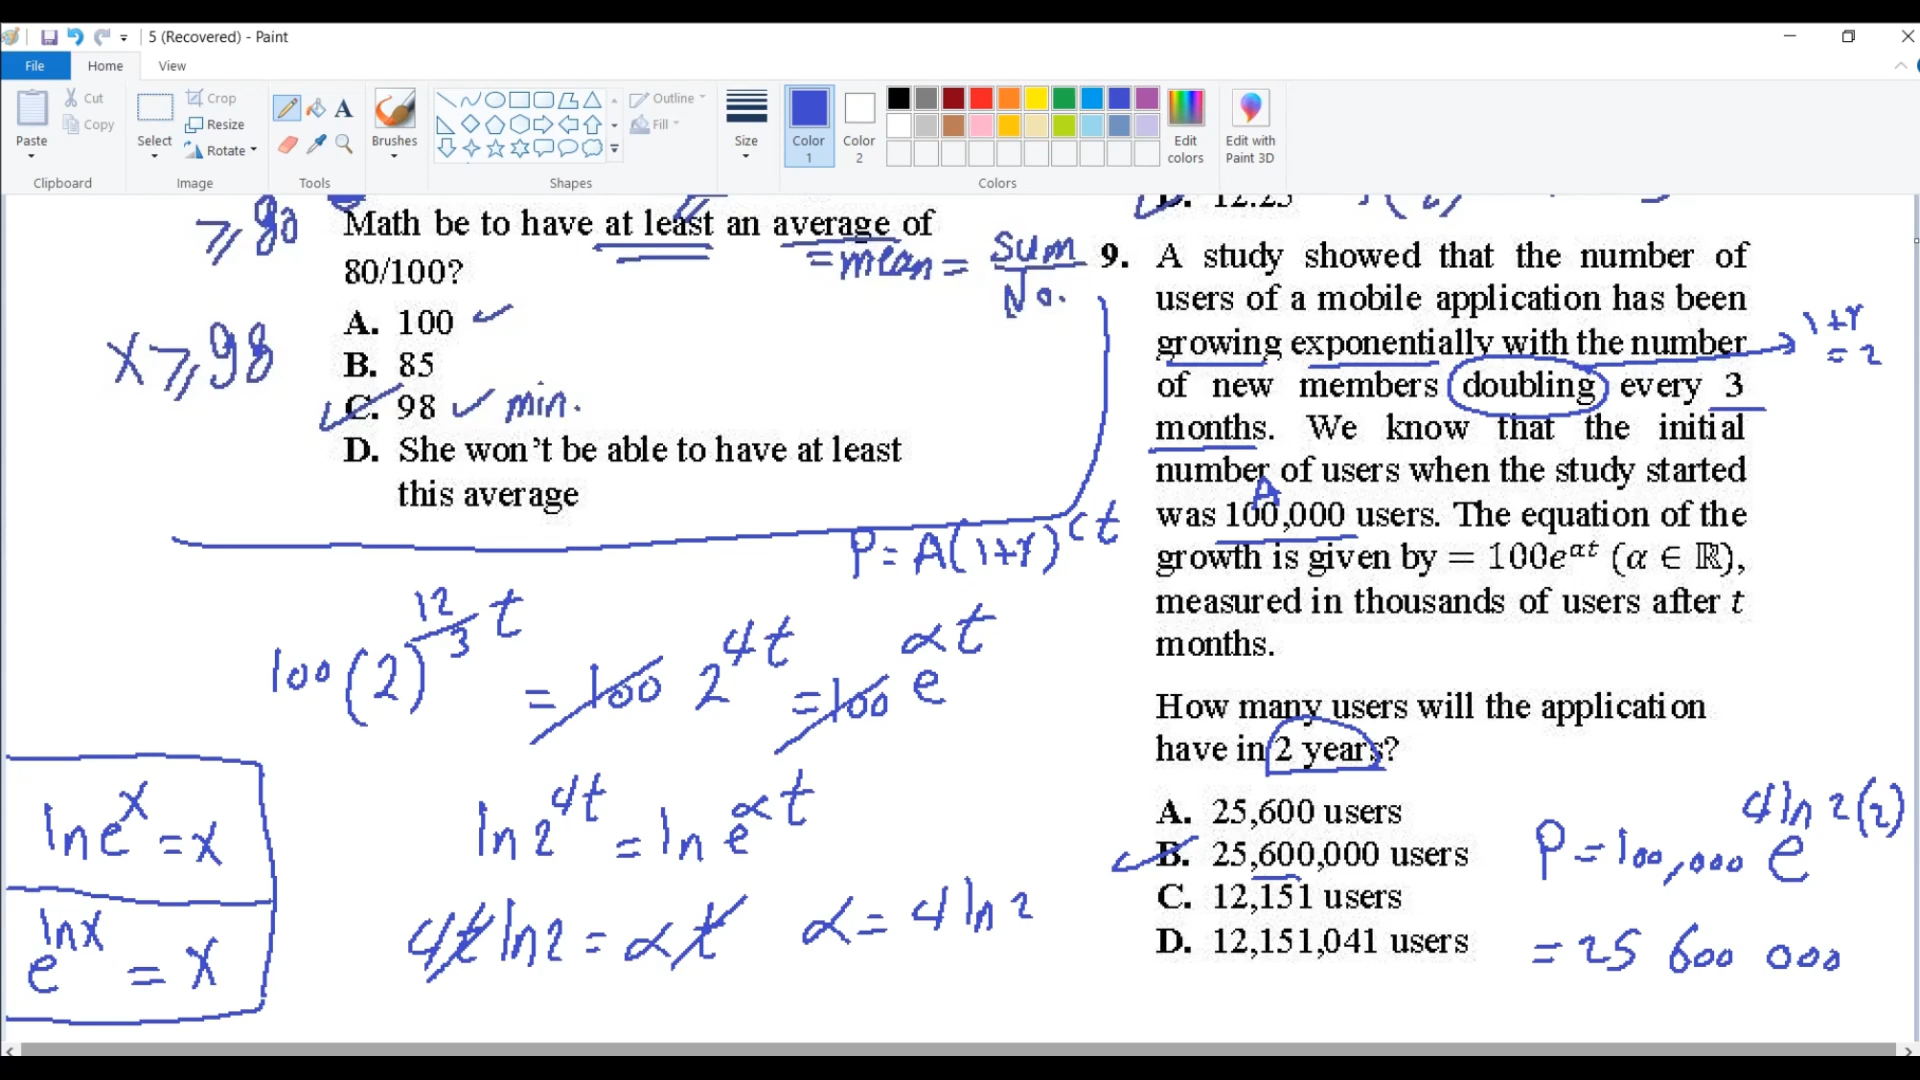 5 (Recovered) - Paint
File Home View
Cut
Copy
Paste
Clipboard
Crop
Resize
Rotate
Select
Image
A
Tools
Brushes
Outline
Fill
Shapes
Size
Color 1
Color 2
Edit colors
Edit with Paint 3D
Colors
≥ 80
Math be to have at least an average of
80/100?
= mean = sum / No.
A. 100
B. 85
C. 98 min.
D. She won't be able to have at least
this average
x ≥ 98
P = A(1+r)^ct
100(2)^(12/3 t) = 100 2^4t = 100 e^αt
ln 2^4t = ln e^αt
4t ln 2 = αt α = 4 ln 2
ln e^x = x
e^lnx = x
D. 12.25
9. A study showed that the number of
users of a mobile application has been
growing exponentially with the number
of new members doubling every 3
months. We know that the initial
number of users when the study started
was 100,000 users. The equation of the
growth is given by = 100e^αt (α ∈ ℝ),
measured in thousands of users after t
months.
1+r
= 2
A
How many users will the application
have in 2 years?
A. 25,600 users
B. 25,600,000 users
C. 12,151 users
D. 12,151,041 users
P = 100,000 e^4ln2(2)
= 25 600 000